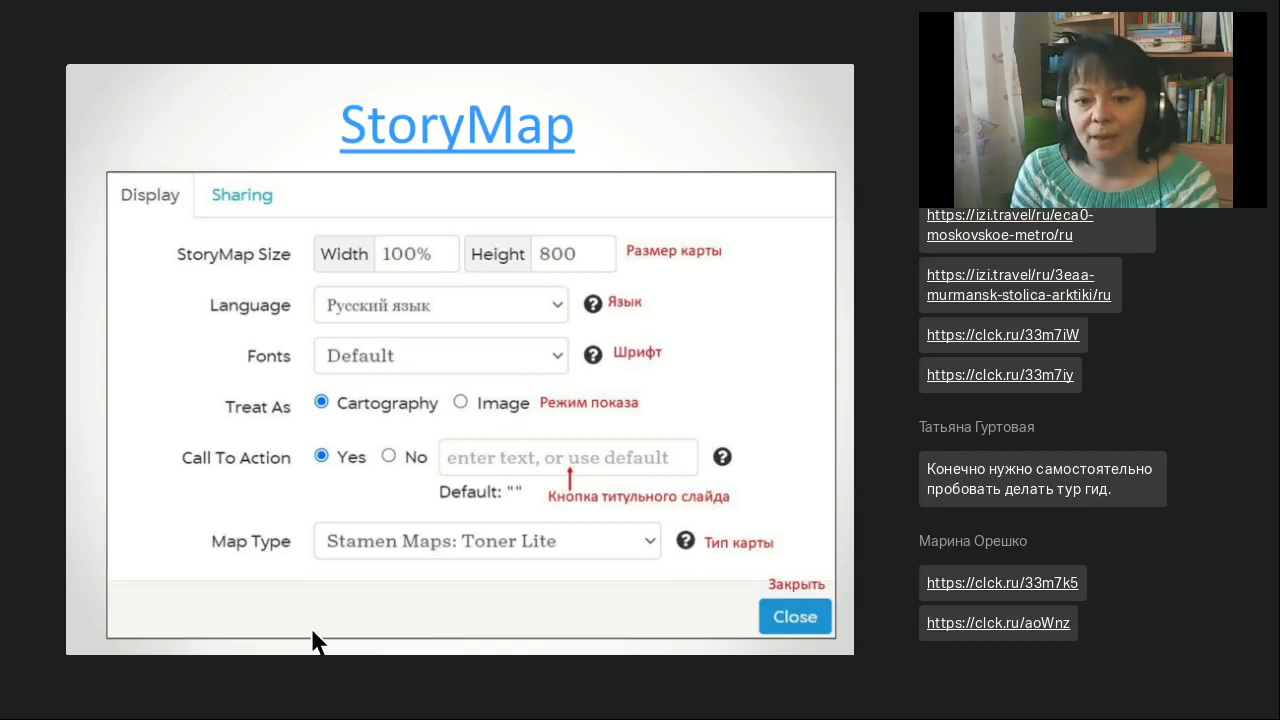 StoryMap
Display Sharing
StoryMap Size Width 100% Height 800 Размер карты
Language Русский язык ? Язык
Fonts Default ? Шрифт
Treat As Cartography Image Режим показа
Call To Action Yes No enter text, or use default ?
Default: "" Кнопка титульного слайда
Map Type Stamen Maps: Toner Lite ? Тип карты
Закрыть
Close
https://izi.travel/ru/eca0-
moskovskoe-metro/ru
https://izi.travel/ru/3eaa-
murmansk-stolica-arktiki/ru
https://clck.ru/33m7iW
https://clck.ru/33m7iy
Татьяна Гуртовая
Конечно нужно самостоятельно
пробовать делать тур гид.
Марина Орешко
https://clck.ru/33m7k5
https://clck.ru/aoWnz